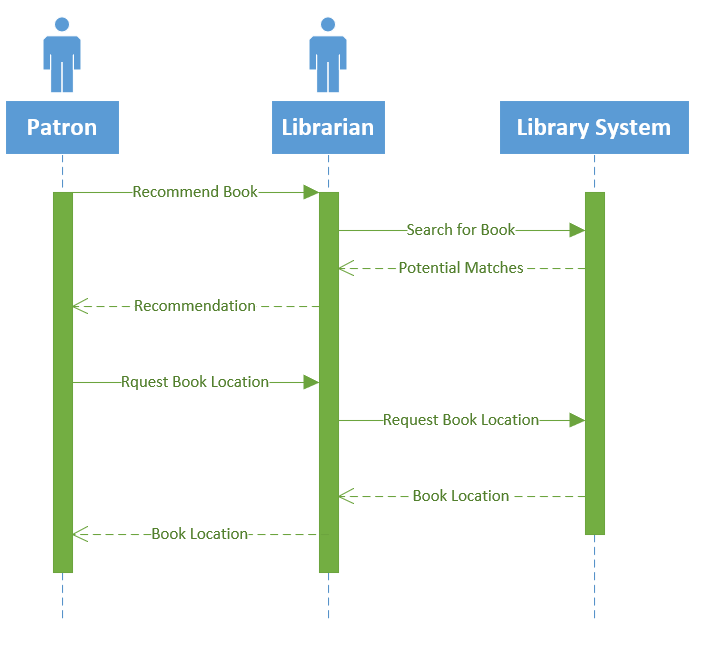 Patron
Librarian
Library System
Recommend Book
Search for Book
Potential Matches
Recommendation
Rquest Book Location
Request Book Location
Book Location
Book Location